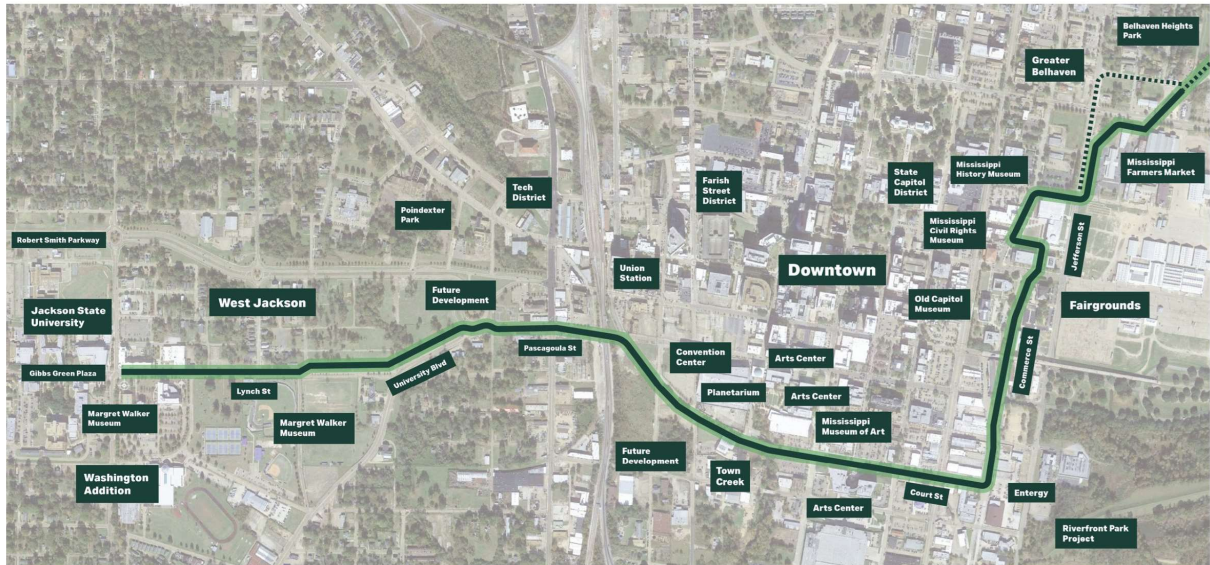 Belhaven Heights
Park
Greater
Belhaven
Mississippi
History Museum
Mississippi
Farmers Market
State
Capitol
District
Tech
District
Farish
Street
District
Poindexter
Park
Mississippi
Civil Rights
Museum
Jefferson St
Robert Smith Parkway
Union
Station
Downtown
West Jackson
Future
Development
Old Capitol
Museum
Fairgrounds
Jackson State
University
Pascagoula St
Convention
Center
Arts Center
Commerce St
Gibbs Green Plaza
Lynch St
University Blvd
Planetarium
Arts Center
Margret Walker
Museum
Margret Walker
Museum
Mississippi
Museum of Art
Future
Development
Town
Creek
Washington
Addition
Court St
Entergy
Arts Center
Riverfront Park
Project